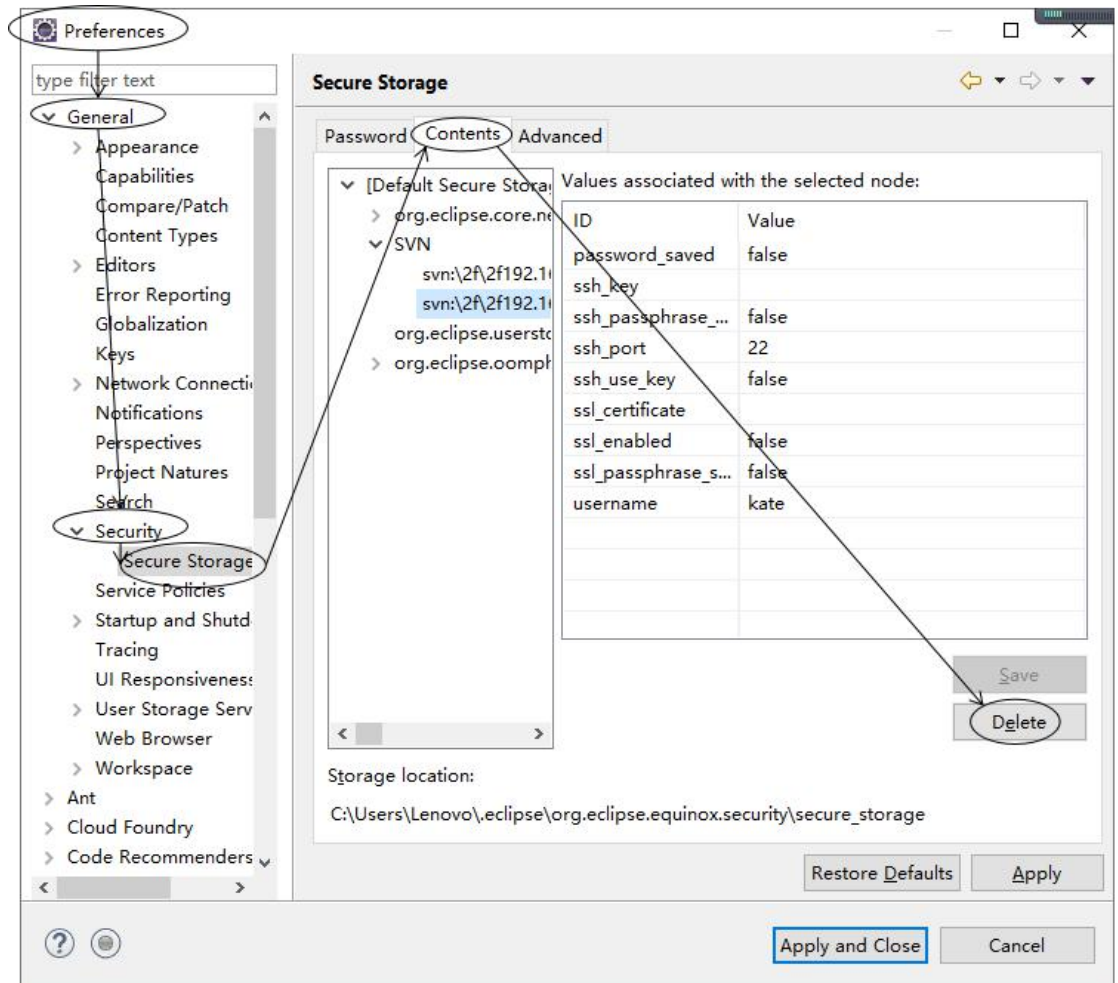 Preferences
type filter text
General
Appearance
Capabilities
Compare/Patch
Content Types
Editors
Error Reporting
Globalization
Keys
Network Connecti
Notifications
Perspectives
Project Natures
Search
Security
Secure Storage
Service Policies
Startup and Shutd
Tracing
UI Responsiveness
User Storage Serv
Web Browser
Workspace
Ant
Cloud Foundry
Code Recommenders
Secure Storage
Password Contents Advanced
[Default Secure Storag
org.eclipse.core.ne
SVN
svn:\2f\2f192.16
svn:\2f\2f192.16
org.eclipse.usersto
org.eclipse.oomph
Values associated with the selected node:
ID Value
password_saved false
ssh_key
ssh_passphrase_... false
ssh_port 22
ssh_use_key false
ssl_certificate
ssl_enabled false
ssl_passphrase_s... false
username kate
Save
Delete
Storage location:
C:\Users\Lenovo\.eclipse\org.eclipse.equinox.security\secure_storage
Restore Defaults Apply
Apply and Close Cancel